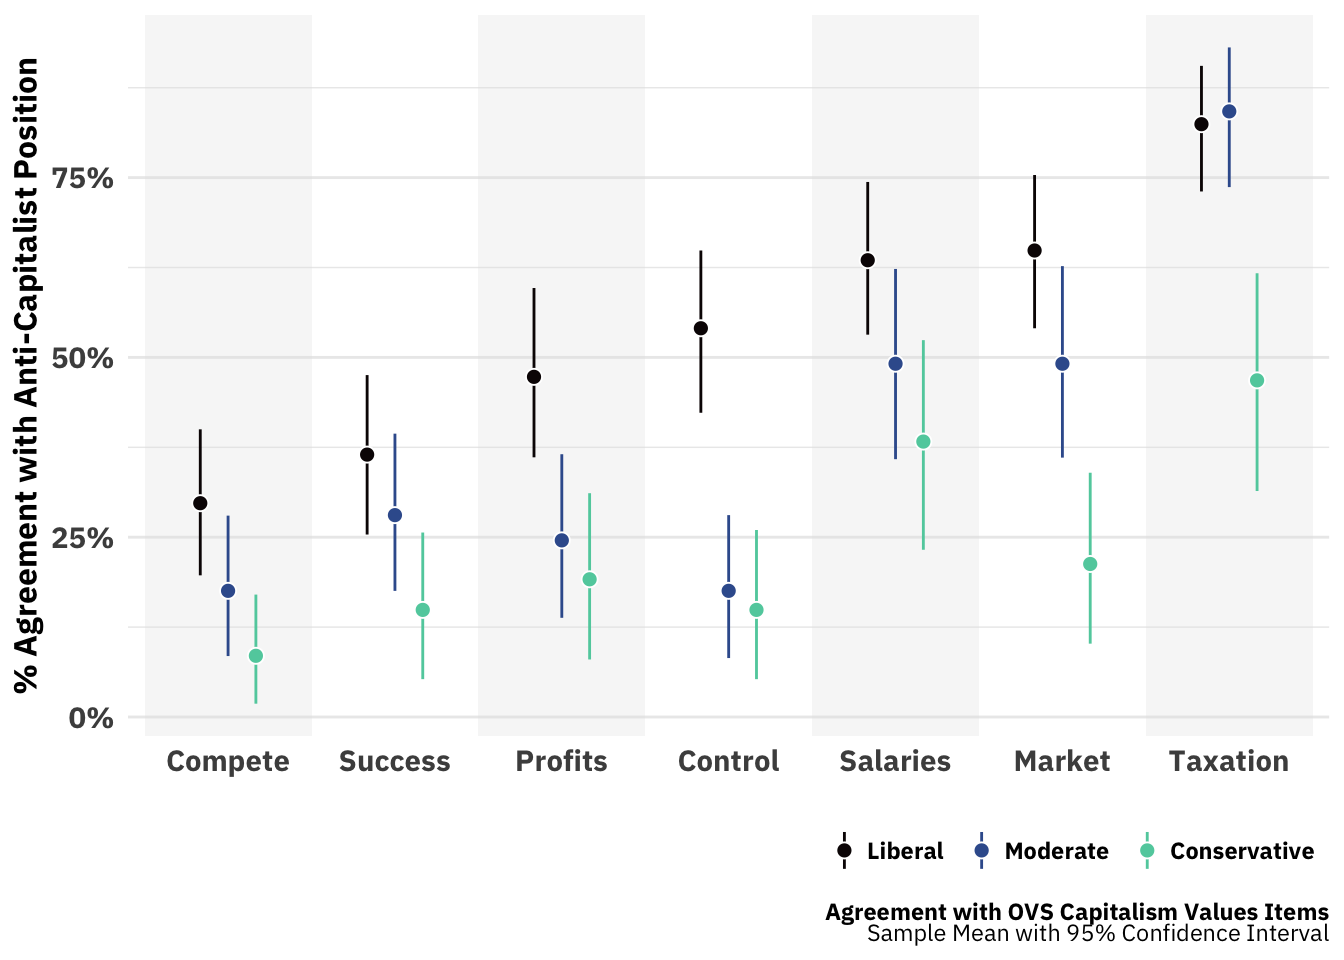 % Agreement with Anti-Capitalist Position
75%
50%
25%
0%
Compete Success Profits Control Salaries Market Taxation
Liberal Moderate Conservative
Agreement with OVS Capitalism Values Items
Sample Mean with 95% Confidence Interval